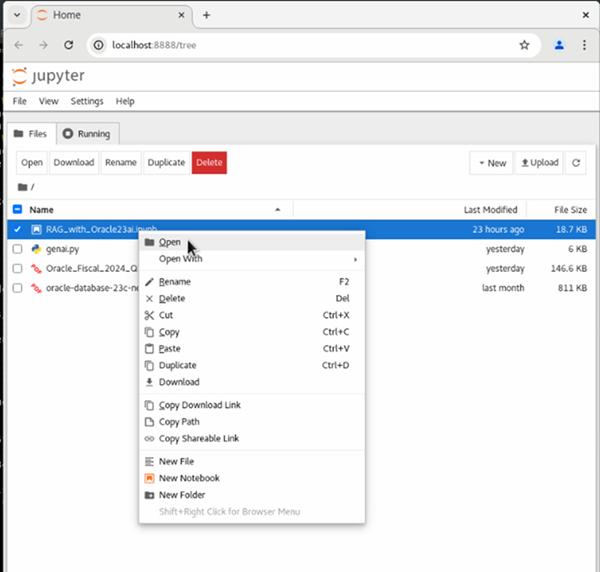 Home
localhost:8888/tree
jupyter
File View Settings Help
Files Running
Open Download Rename Duplicate Delete New Upload
/
Name Last Modified File Size
RAG_with_Oracle23ai.ipynb 23 hours ago 18.7 KB
genai.py yesterday 6 KB
Oracle_Fiscal_2024_Q yesterday 146.6 KB
oracle-database-23c-ne last month 811 KB
Open
Open With
Rename F2
Delete Del
Cut Ctrl+X
Copy Ctrl+C
Paste Ctrl+V
Duplicate Ctrl+D
Download
Copy Download Link
Copy Path
Copy Shareable Link
New File
New Notebook
New Folder
Shift+Right Click for Browser Menu